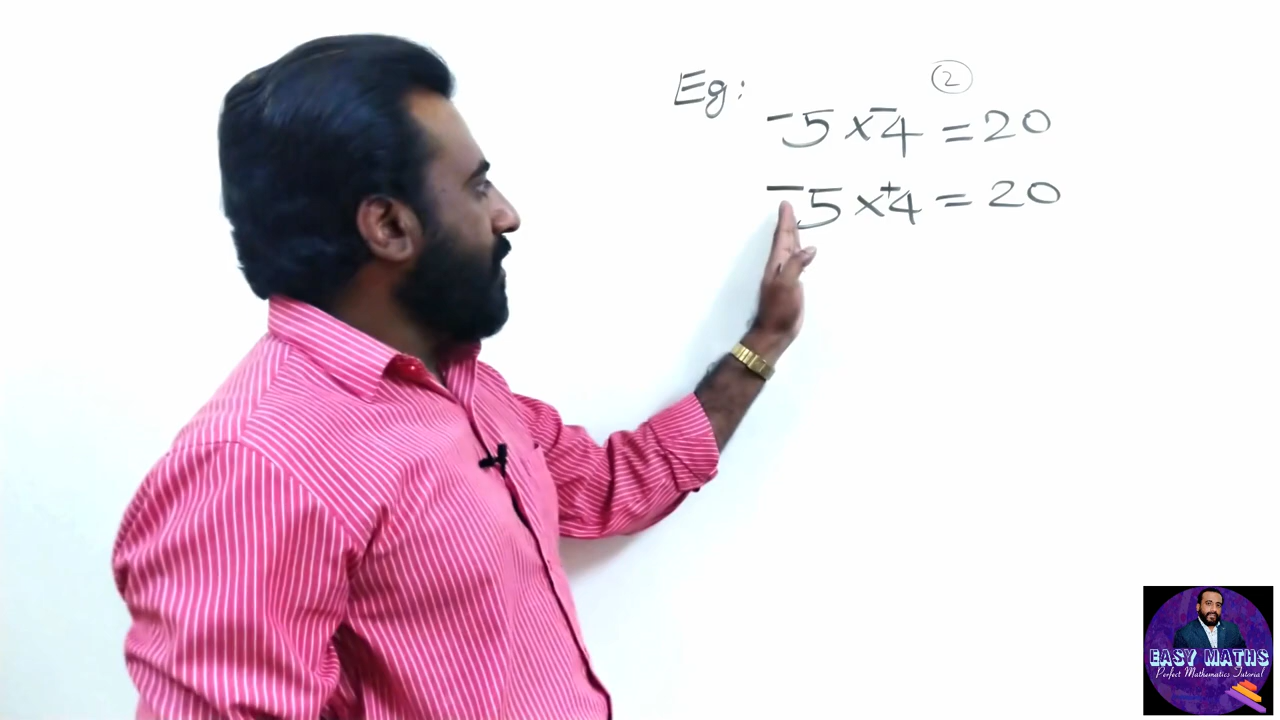 Eg:
2
-5 x -4 = 20
-5 x +4 = 20
EASY MATHS
Perfect Mathematics Tutorial